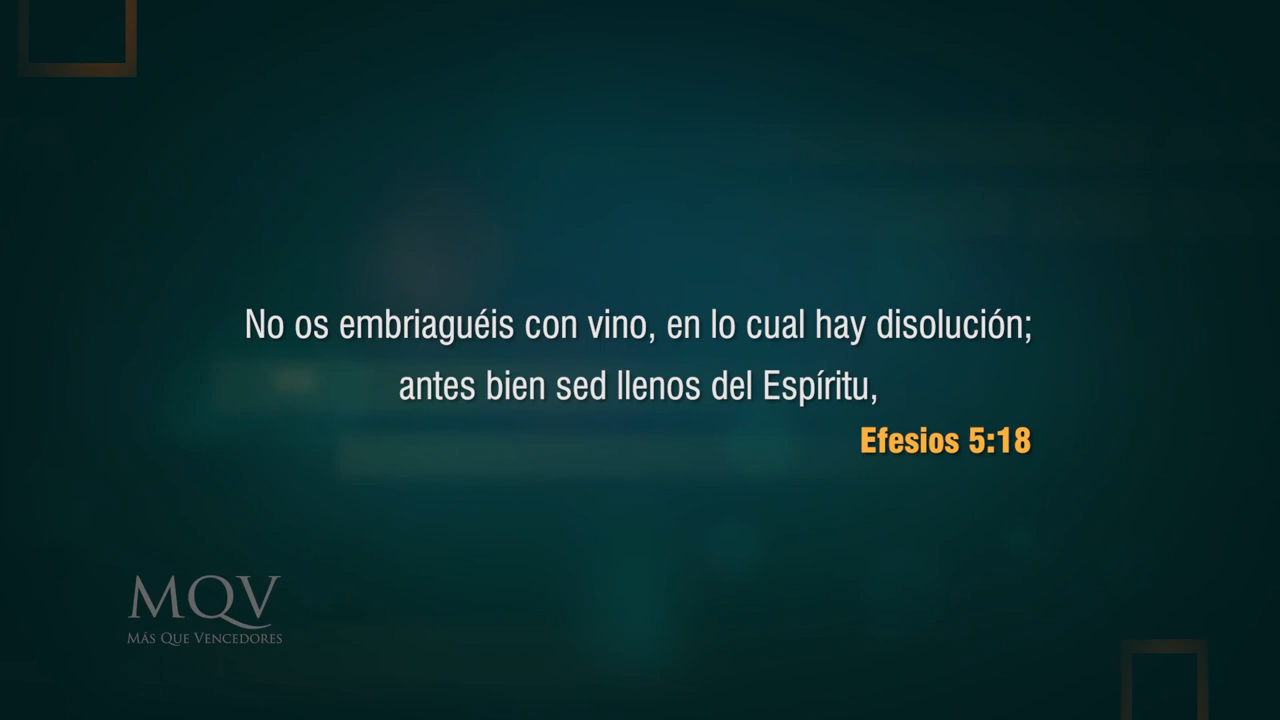 No os embriaguéis con vino, en lo cual hay disolución;
antes bien sed llenos del Espíritu,
Efesios 5:18
MQV
MÁS QUE VENCEDORES